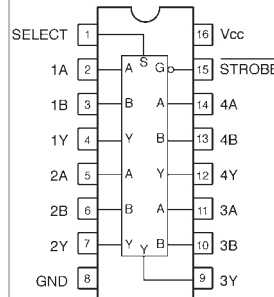 SELECT 1 S 16 Vcc
1A 2 A G 15 STROBE
1B 3 B A 14 4A
1Y 4 Y B 13 4B
2A 5 A Y 12 4Y
2B 6 B A 11 3A
2Y 7 Y Y B 10 3B
GND 8 9 3Y